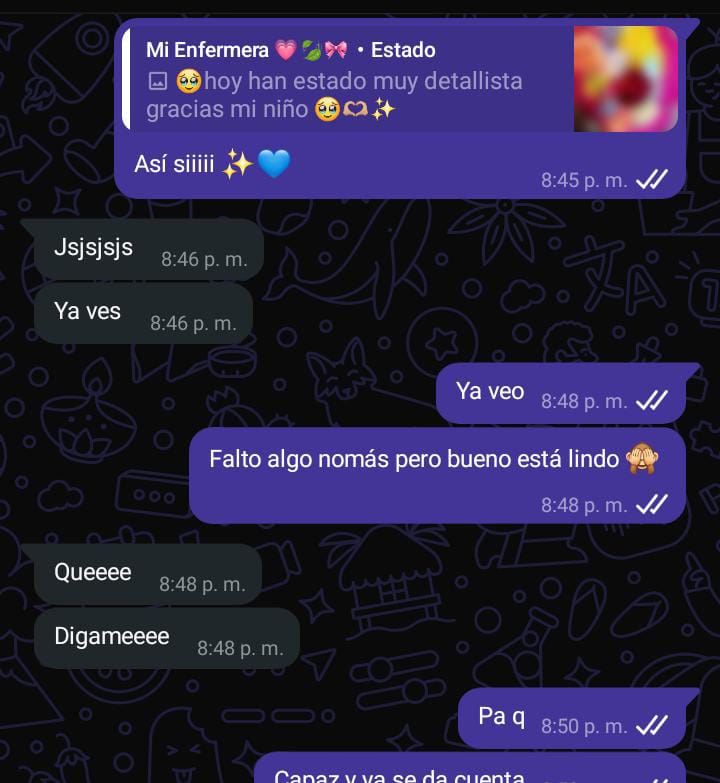 Mi Enfermera 💗🍃🎀 • Estado
🥹hoy han estado muy detallista
gracias mi niño 🥹🫶🏽✨
Así siiiii ✨💙
8:45 p. m.
Jsjsjsjs 8:46 p. m.
Ya ves 8:46 p. m.
Ya veo 8:48 p. m.
Falto algo nomás pero bueno está lindo 🙈
8:48 p. m.
Queeee 8:48 p. m.
Digameeee 8:48 p. m.
Pa q 8:50 p. m.
Capaz y ya se da cuenta